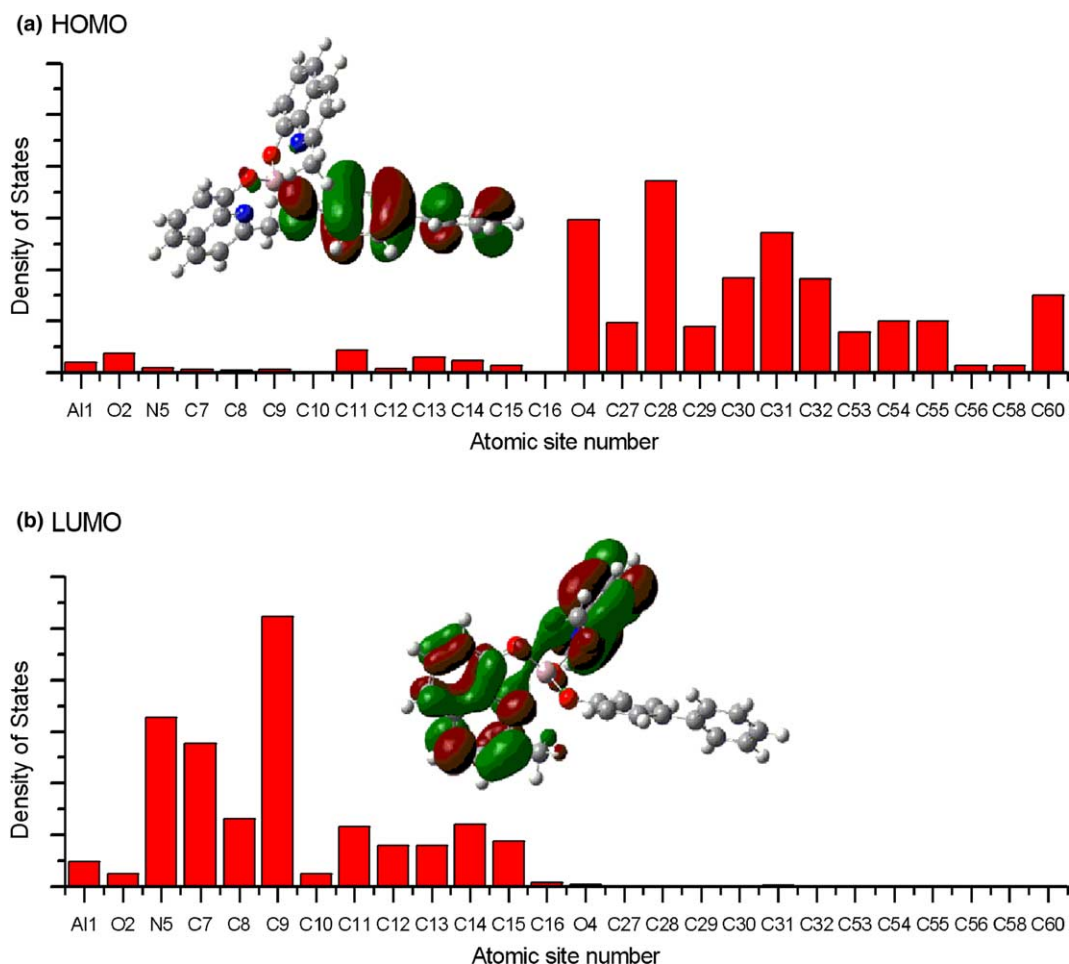 (a) HOMO
Density of States
Al1 O2 N5 C7 C8 C9 C10 C11 C12 C13 C14 C15 C16 O4 C27 C28 C29 C30 C31 C32 C53 C54 C55 C56 C58 C60
Atomic site number
(b) LUMO
Density of States
Al1 O2 N5 C7 C8 C9 C10 C11 C12 C13 C14 C15 C16 O4 C27 C28 C29 C30 C31 C32 C53 C54 C55 C56 C58 C60
Atomic site number